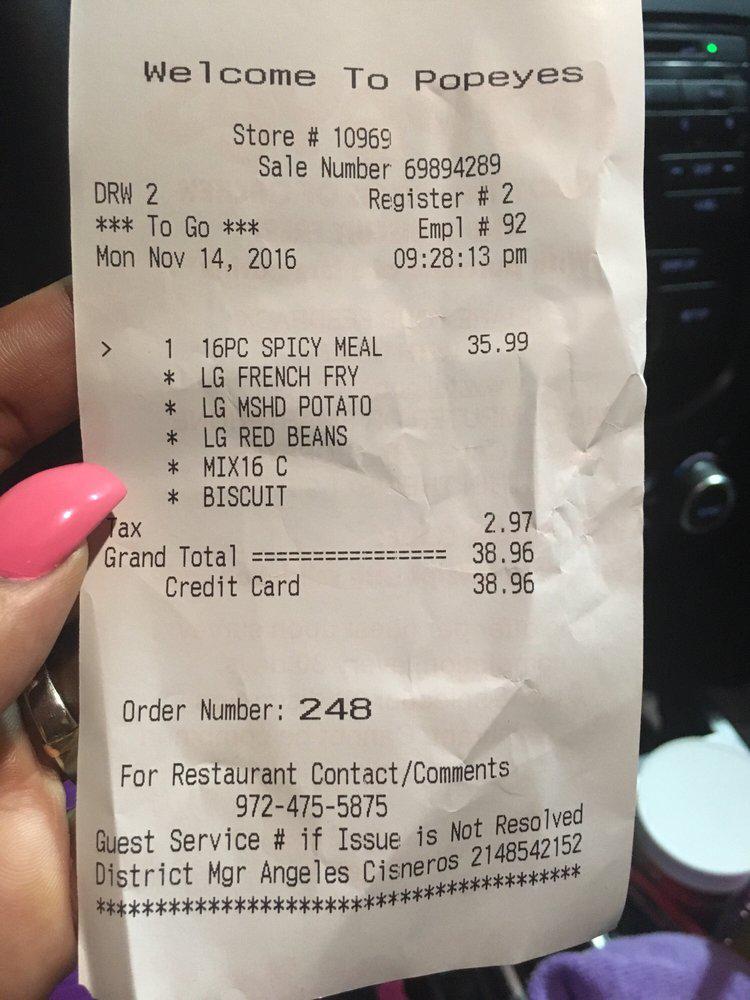 Welcome To Popeyes
Store # 10969
Sale Number 69894289
DRW 2 Register # 2
*** To Go *** Empl # 92
Mon Nov 14, 2016 09:28:13 pm
> 1 16PC SPICY MEAL 35.99
* LG FRENCH FRY
* LG MSHD POTATO
* LG RED BEANS
* MIX16 C
* BISCUIT
Tax 2.97
Grand Total ================ 38.96
Credit Card 38.96
Order Number: 248
For Restaurant Contact/Comments
972-475-5875
Guest Service # if Issue is Not Resolved
District Mgr Angeles Cisneros 2148542152
****************************************